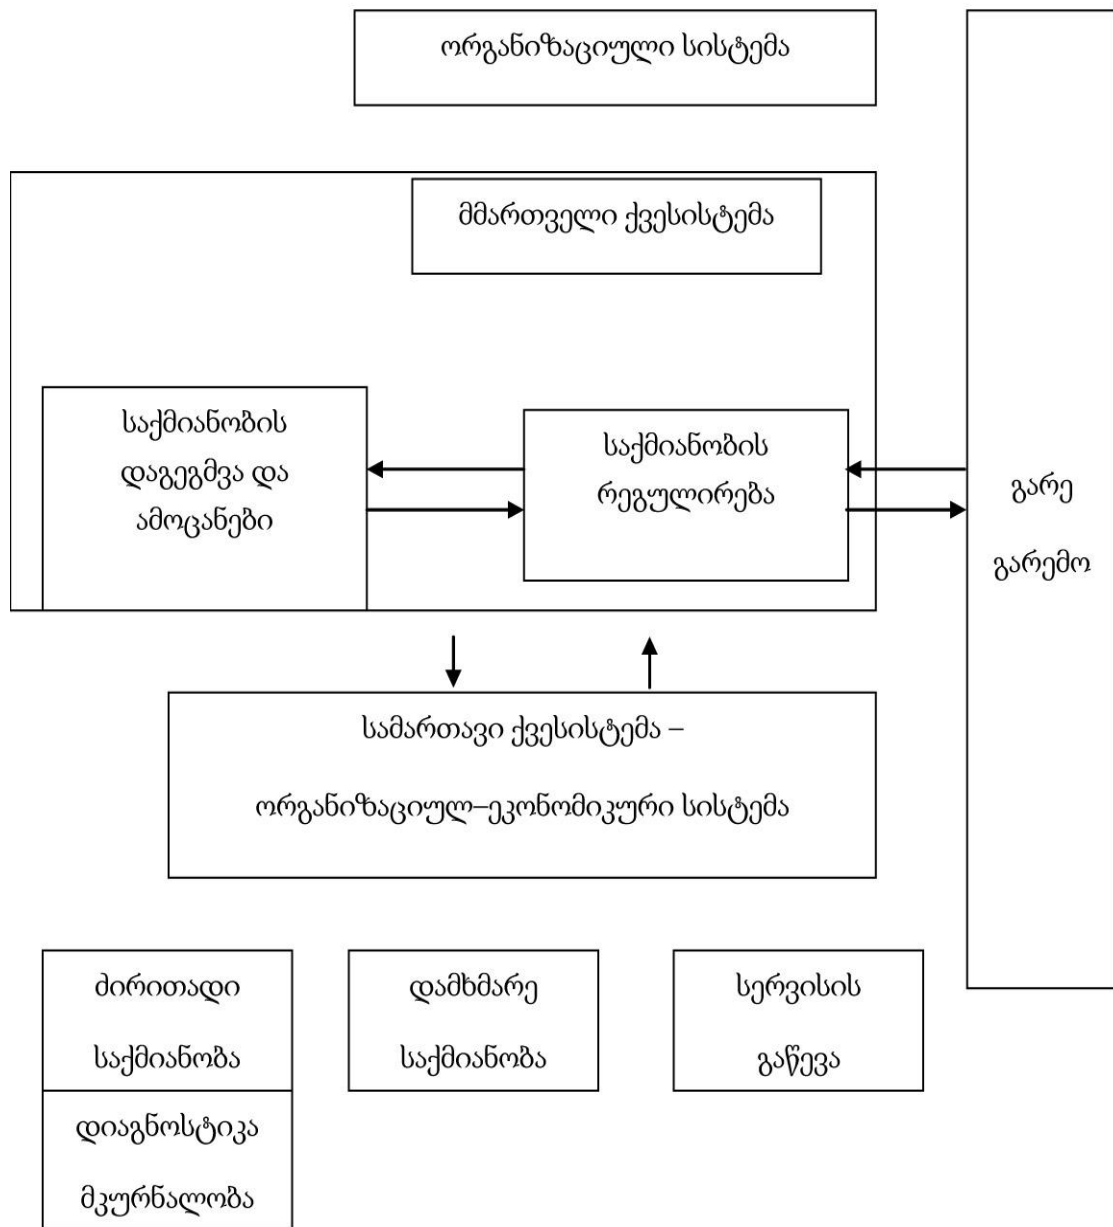 ორგანიზაციული სისტემა
მმართველი ქვესისტემა
საქმიანობის
დაგეგმვა და
ამოცანები
საქმიანობის
რეგულირება
გარე
გარემო
სამართავი ქვესისტემა –
ორგანიზაციულ–ეკონომიკური სისტემა
ძირითადი
საქმიანობა
დიაგნოსტიკა
მკურნალობა
დამხმარე
საქმიანობა
სერვისის
გაწევა